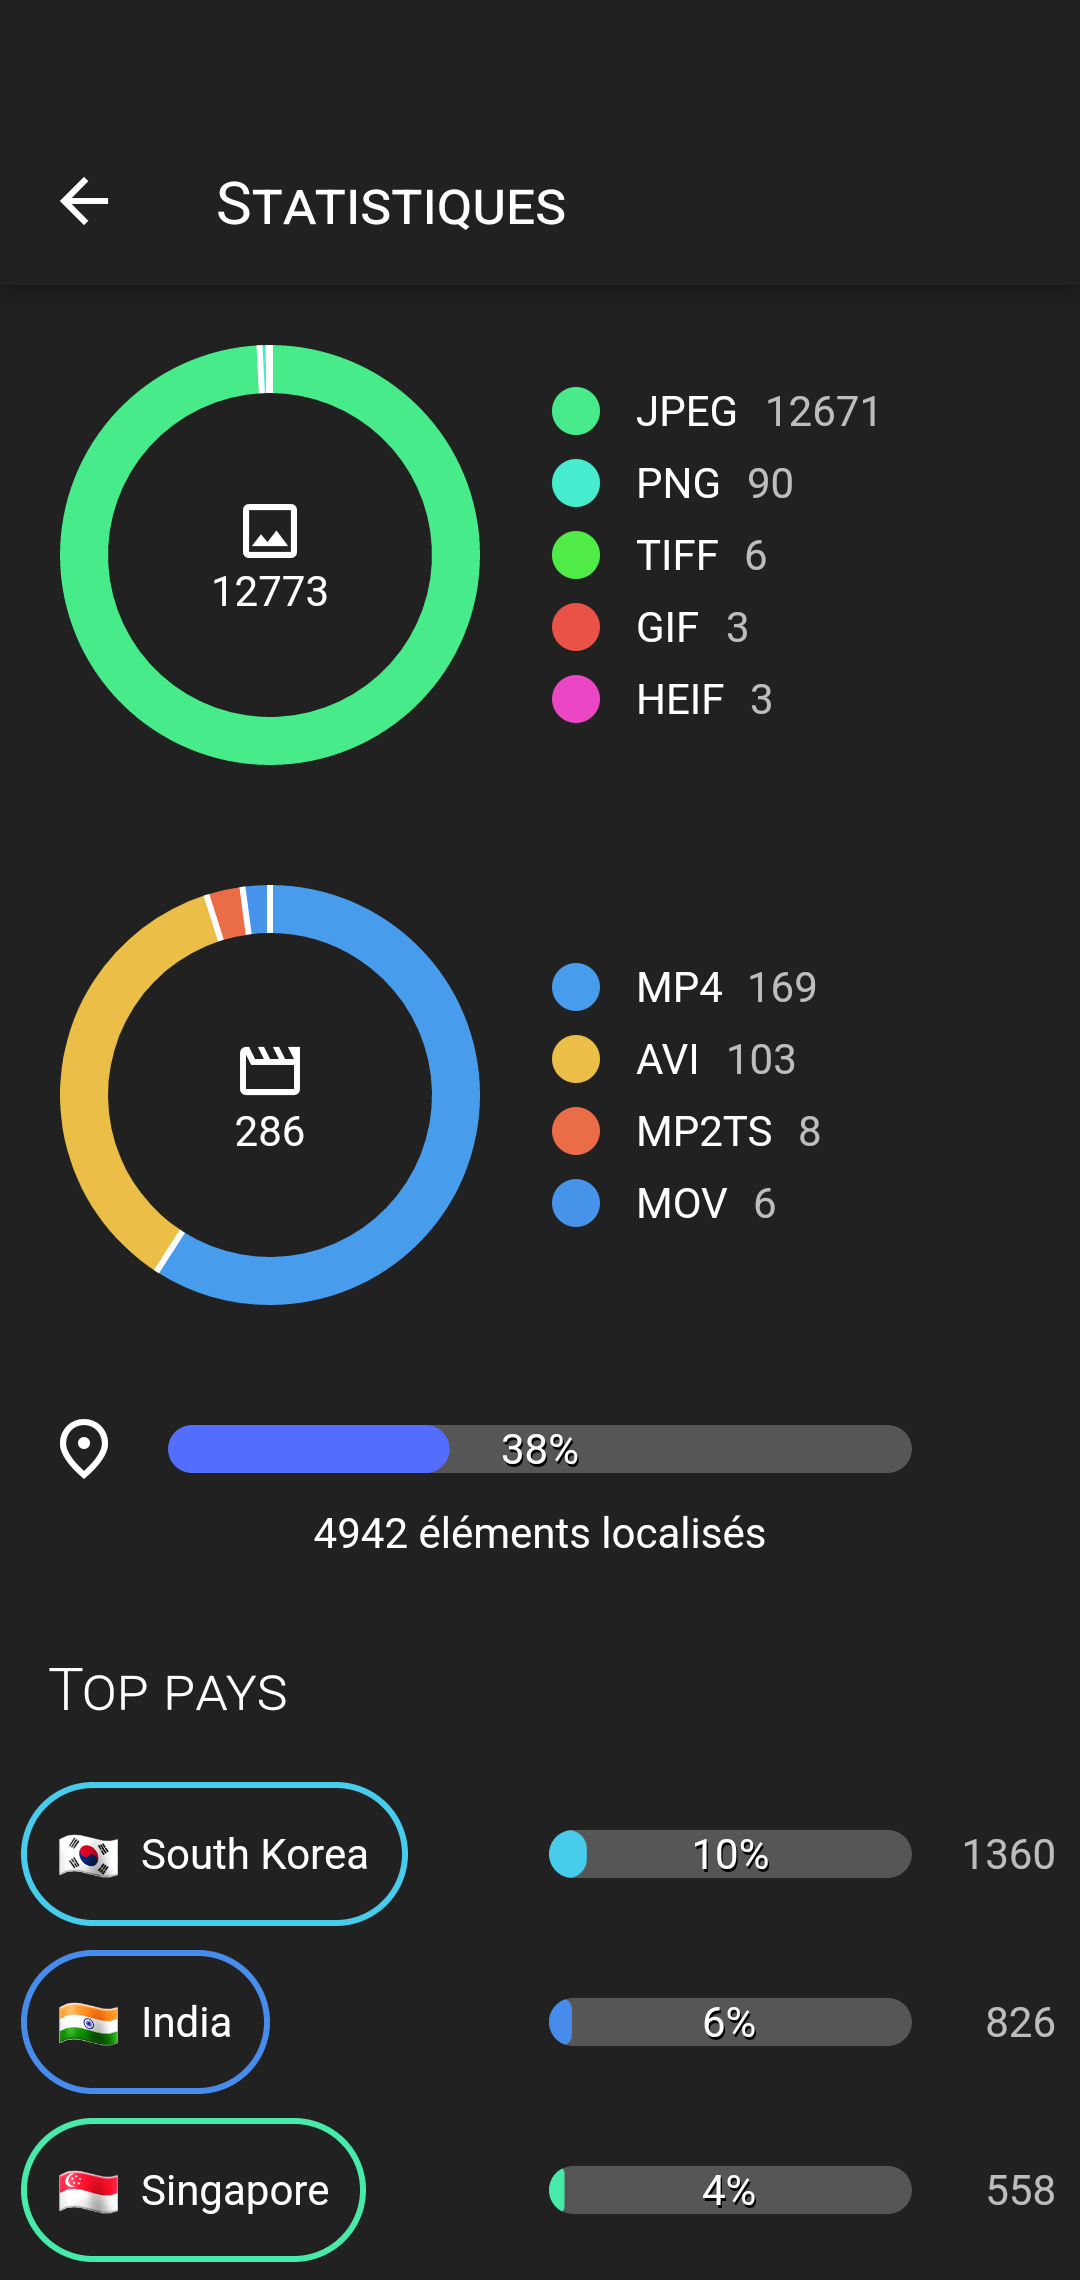 Statistiques
12773
JPEG 12671
PNG 90
TIFF 6
GIF 3
HEIF 3
286
MP4 169
AVI 103
MP2TS 8
MOV 6
38%
4942 éléments localisés
Top pays
South Korea 10% 1360
India 6% 826
Singapore 4% 558